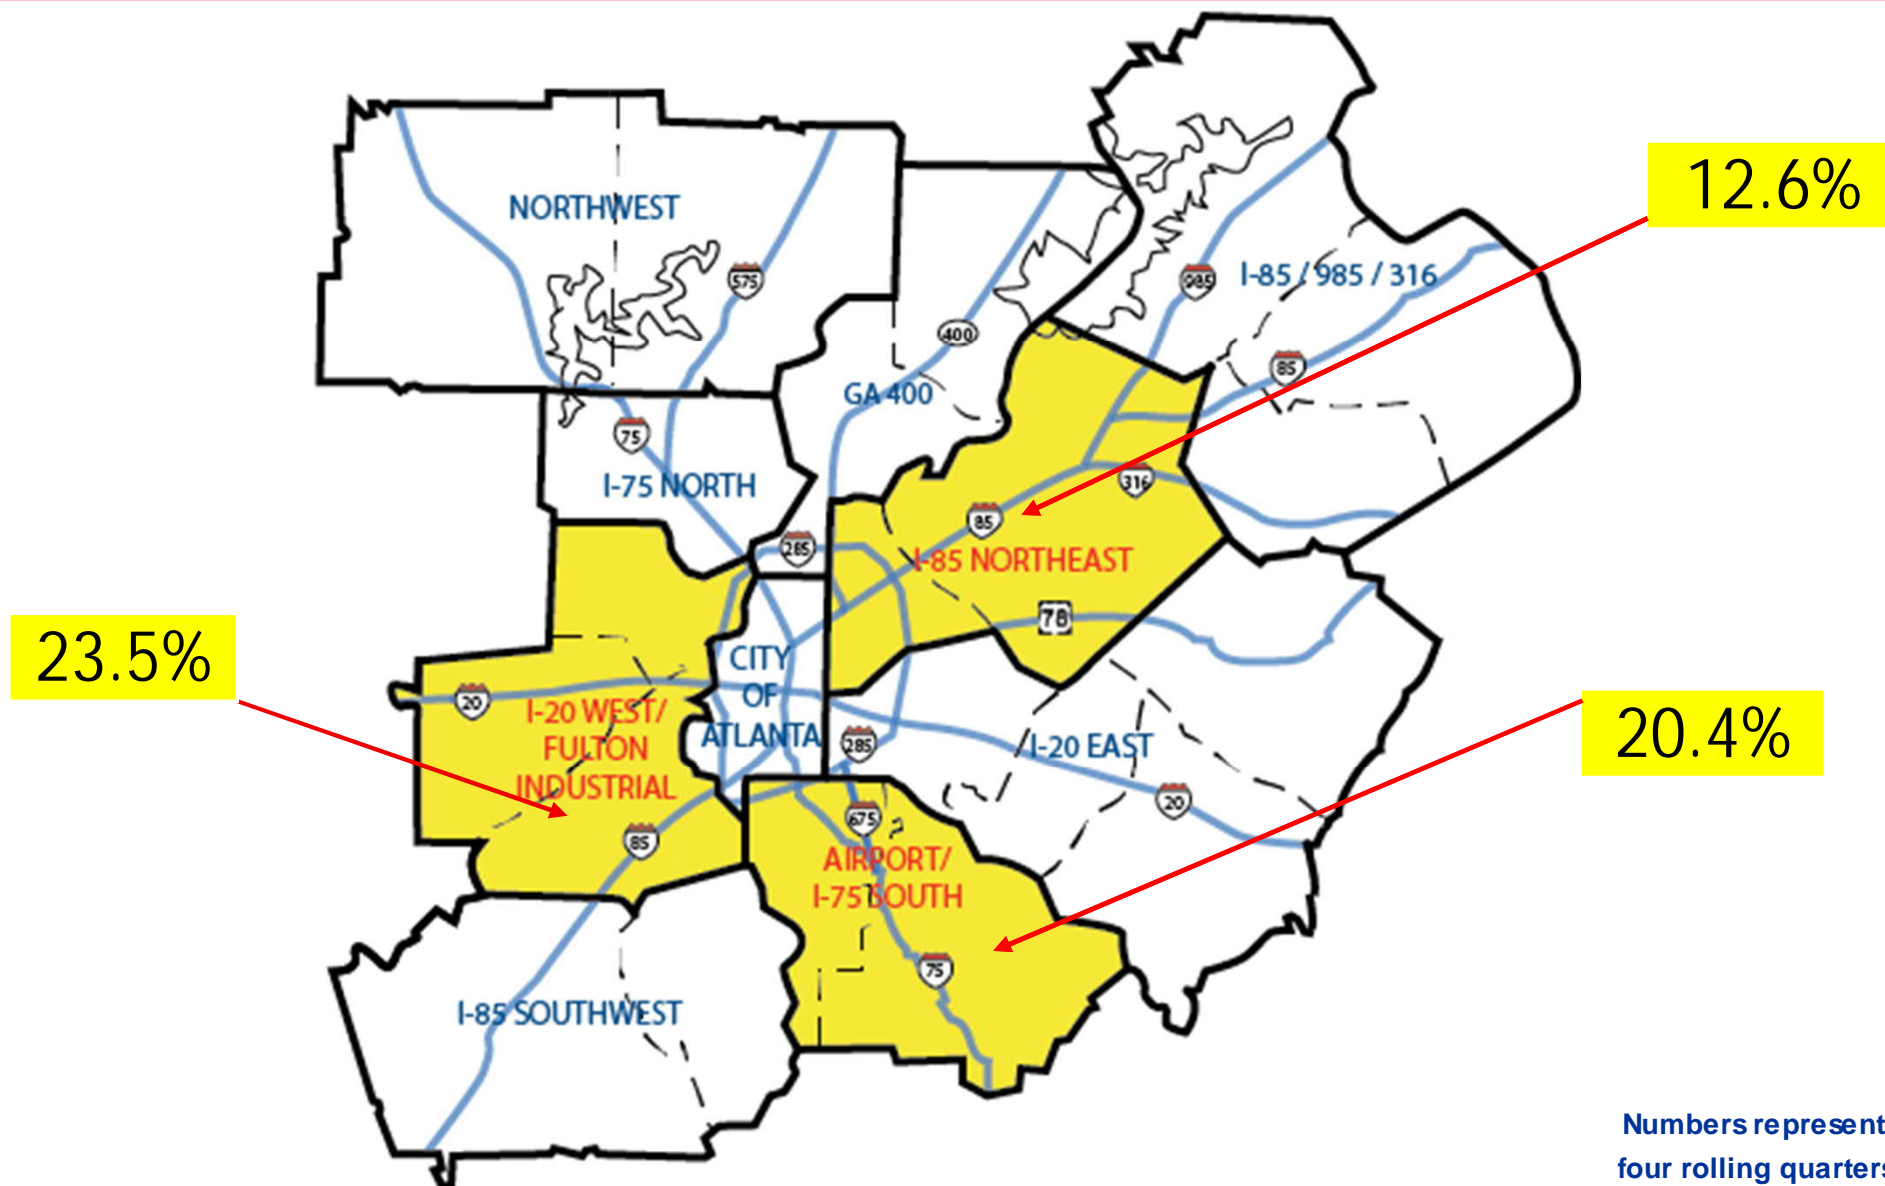 12.6%
NORTHWEST
575
985
I-85 / 985 / 316
400
85
GA 400
75
I-75 NORTH
316
85
285
I-85 NORTHEAST
78
23.5%
CITY
OF
ATLANTA
20
I-20 WEST/
FULTON
INDUSTRIAL
285
I-20 EAST
20.4%
20
675
85
AIRPORT/
I-75 SOUTH
75
I-85 SOUTHWEST
Numbers represent
four rolling quarters